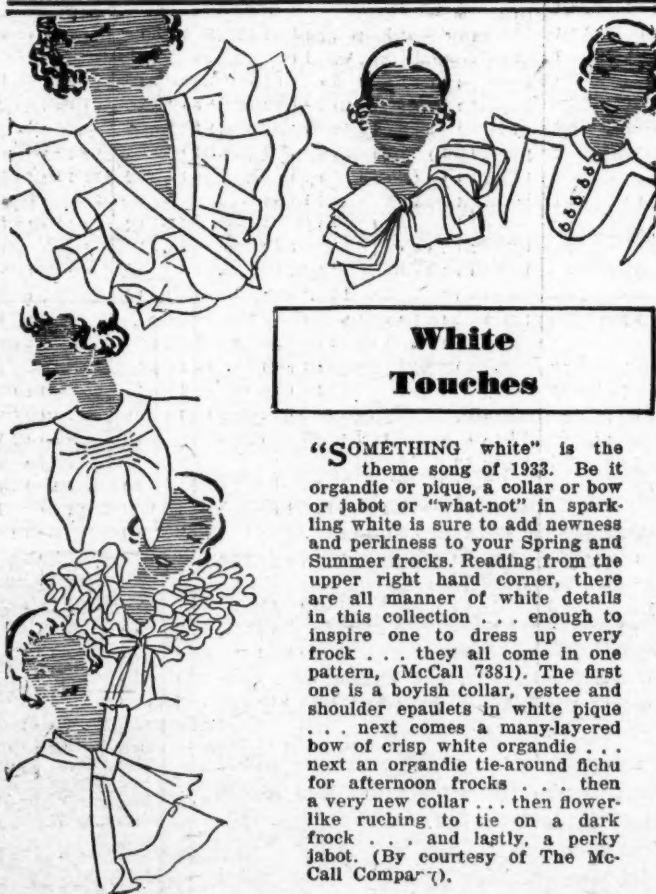 White
Touches
“SOMETHING white” is the
theme song of 1933. Be it
organdie or pique, a collar or bow
or jabot or “what-not” in spark-
ling white is sure to add newness
and perkiness to your Spring and
Summer frocks. Reading from the
upper right hand corner, there
are all manner of white details
in this collection . . . enough to
inspire one to dress up every
frock . . . they all come in one
pattern, (McCall 7381). The first
one is a boyish collar, vestee and
shoulder epaulets in white pique
. . . next comes a many-layered
bow of crisp white organdie . . .
next an organdie tie-around fichu
for afternoon frocks . . . then
a very new collar . . . then flower-
like ruching to tie on a dark
frock . . . and lastly, a perky
jabot. (By courtesy of The Mc-
Call Company).